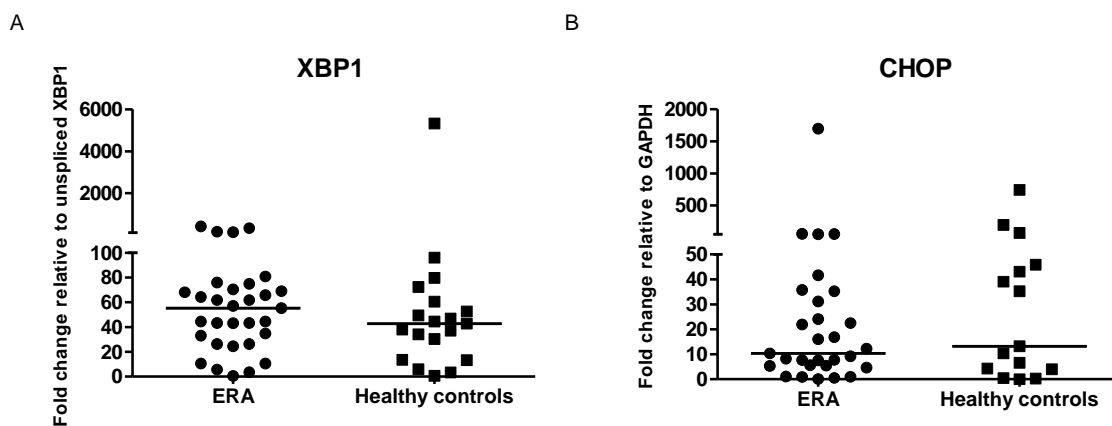 A
XBP1
Fold change relative to unspliced XBP1
6000
4000
2000
100
80
60
40
20
0
ERA
Healthy controls
B
CHOP
Fold change relative to GAPDH
2000
1500
1000
500
50
40
30
20
10
0
ERA
Healthy controls